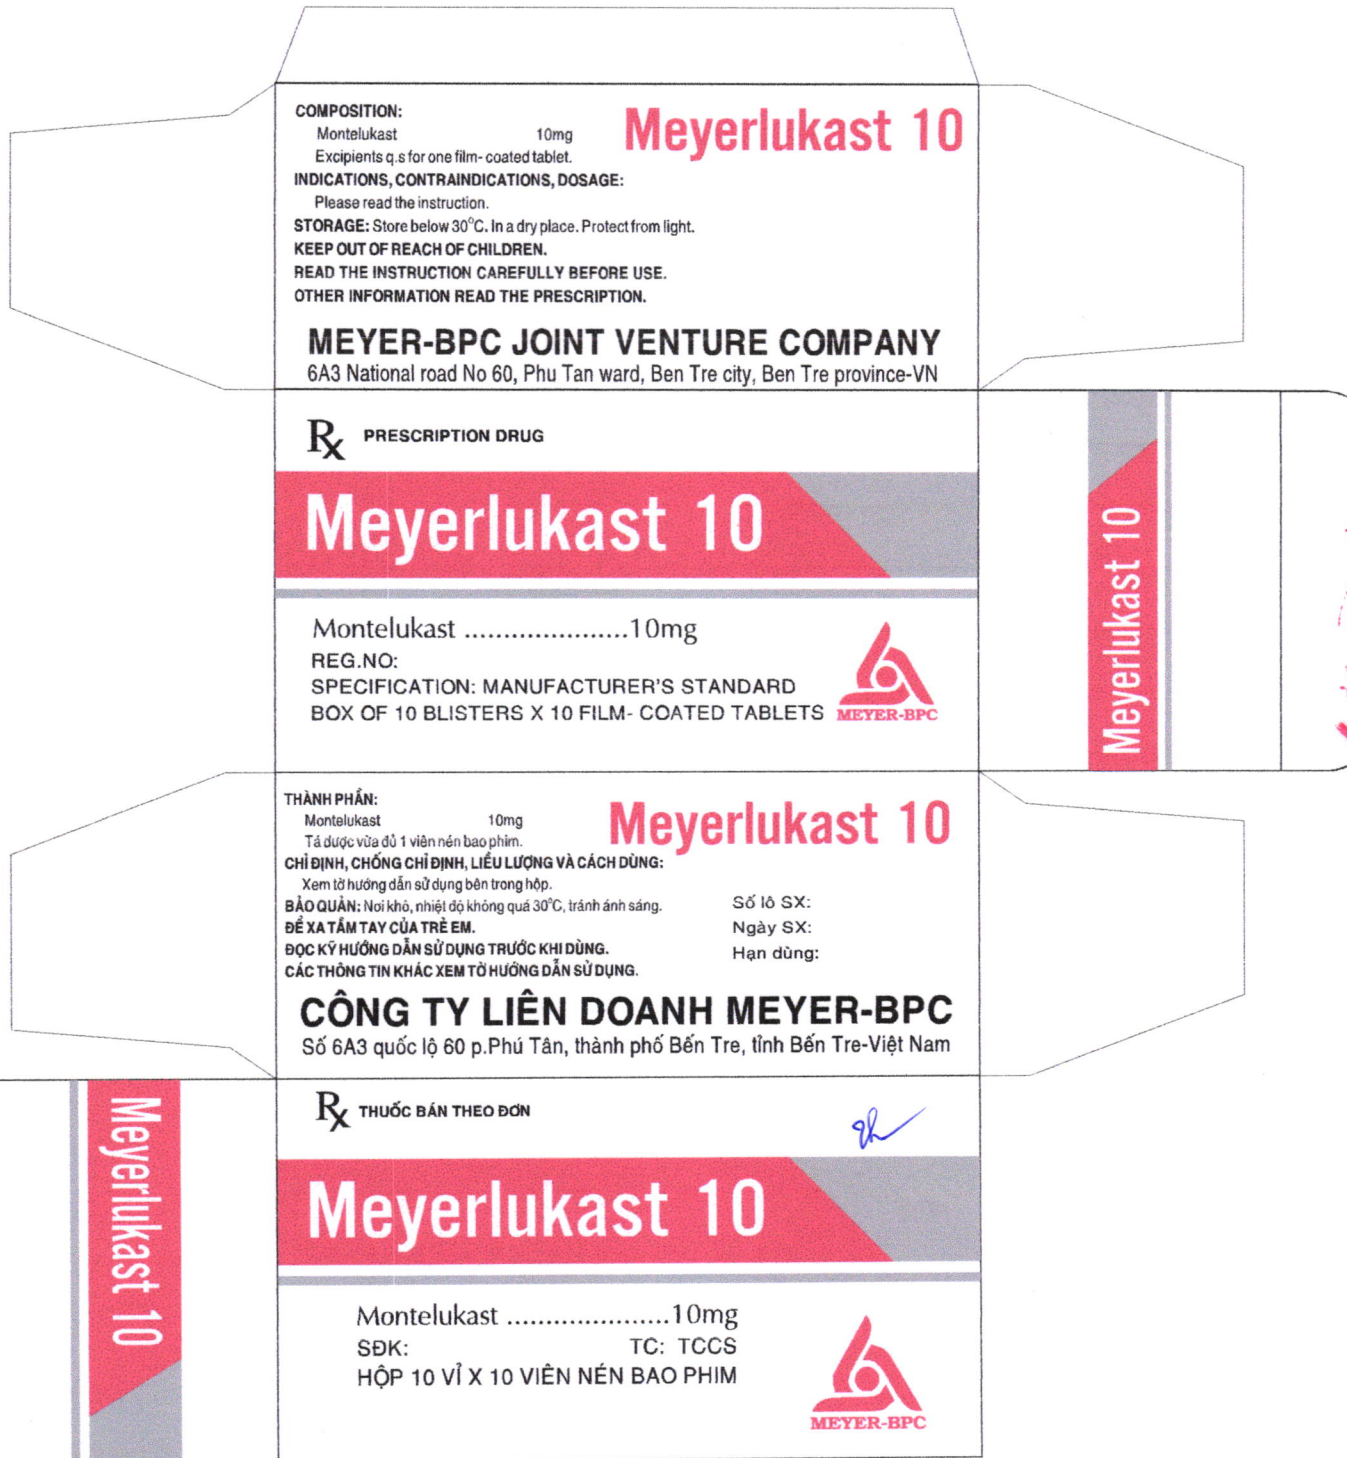 COMPOSITION:
Meyerlukast 10
Montelukast 10mg
Excipients q.s for one film- coated tablet.
INDICATIONS, CONTRAINDICATIONS, DOSAGE:
Please read the instruction.
STORAGE: Store below 30°C. In a dry place. Protect from light.
KEEP OUT OF REACH OF CHILDREN.
READ THE INSTRUCTION CAREFULLY BEFORE USE.
OTHER INFORMATION READ THE PRESCRIPTION.
MEYER-BPC JOINT VENTURE COMPANY
6A3 National road No 60, Phu Tan ward, Ben Tre city, Ben Tre province-VN
Rx PRESCRIPTION DRUG
Meyerlukast 10
Montelukast .....................10mg
REG.NO:
SPECIFICATION: MANUFACTURER'S STANDARD
BOX OF 10 BLISTERS X 10 FILM- COATED TABLETS
MEYER-BPC
Meyerlukast 10
THÀNH PHẦN:
Meyerlukast 10
Montelukast 10mg
Tá dược vừa đủ 1 viên nén bao phim.
CHỈ ĐỊNH, CHỐNG CHỈ ĐỊNH, LIỀU LƯỢNG VÀ CÁCH DÙNG:
Xem tờ hướng dẫn sử dụng bên trong hộp.
BẢO QUẢN: Nơi khô, nhiệt độ không quá 30°C, tránh ánh sáng.
ĐỂ XA TẦM TAY CỦA TRẺ EM.
ĐỌC KỸ HƯỚNG DẪN SỬ DỤNG TRƯỚC KHI DÙNG.
CÁC THÔNG TIN KHÁC XEM TỜ HƯỚNG DẪN SỬ DỤNG.
Số lô SX:
Ngày SX:
Hạn dùng:
CÔNG TY LIÊN DOANH MEYER-BPC
Số 6A3 quốc lộ 60 p.Phú Tân, thành phố Bến Tre, tỉnh Bến Tre-Việt Nam
Meyerlukast 10
Rx THUỐC BÁN THEO ĐƠN
Meyerlukast 10
Montelukast .....................10mg
SĐK: TC: TCCS
HỘP 10 VỈ X 10 VIÊN NÉN BAO PHIM
MEYER-BPC